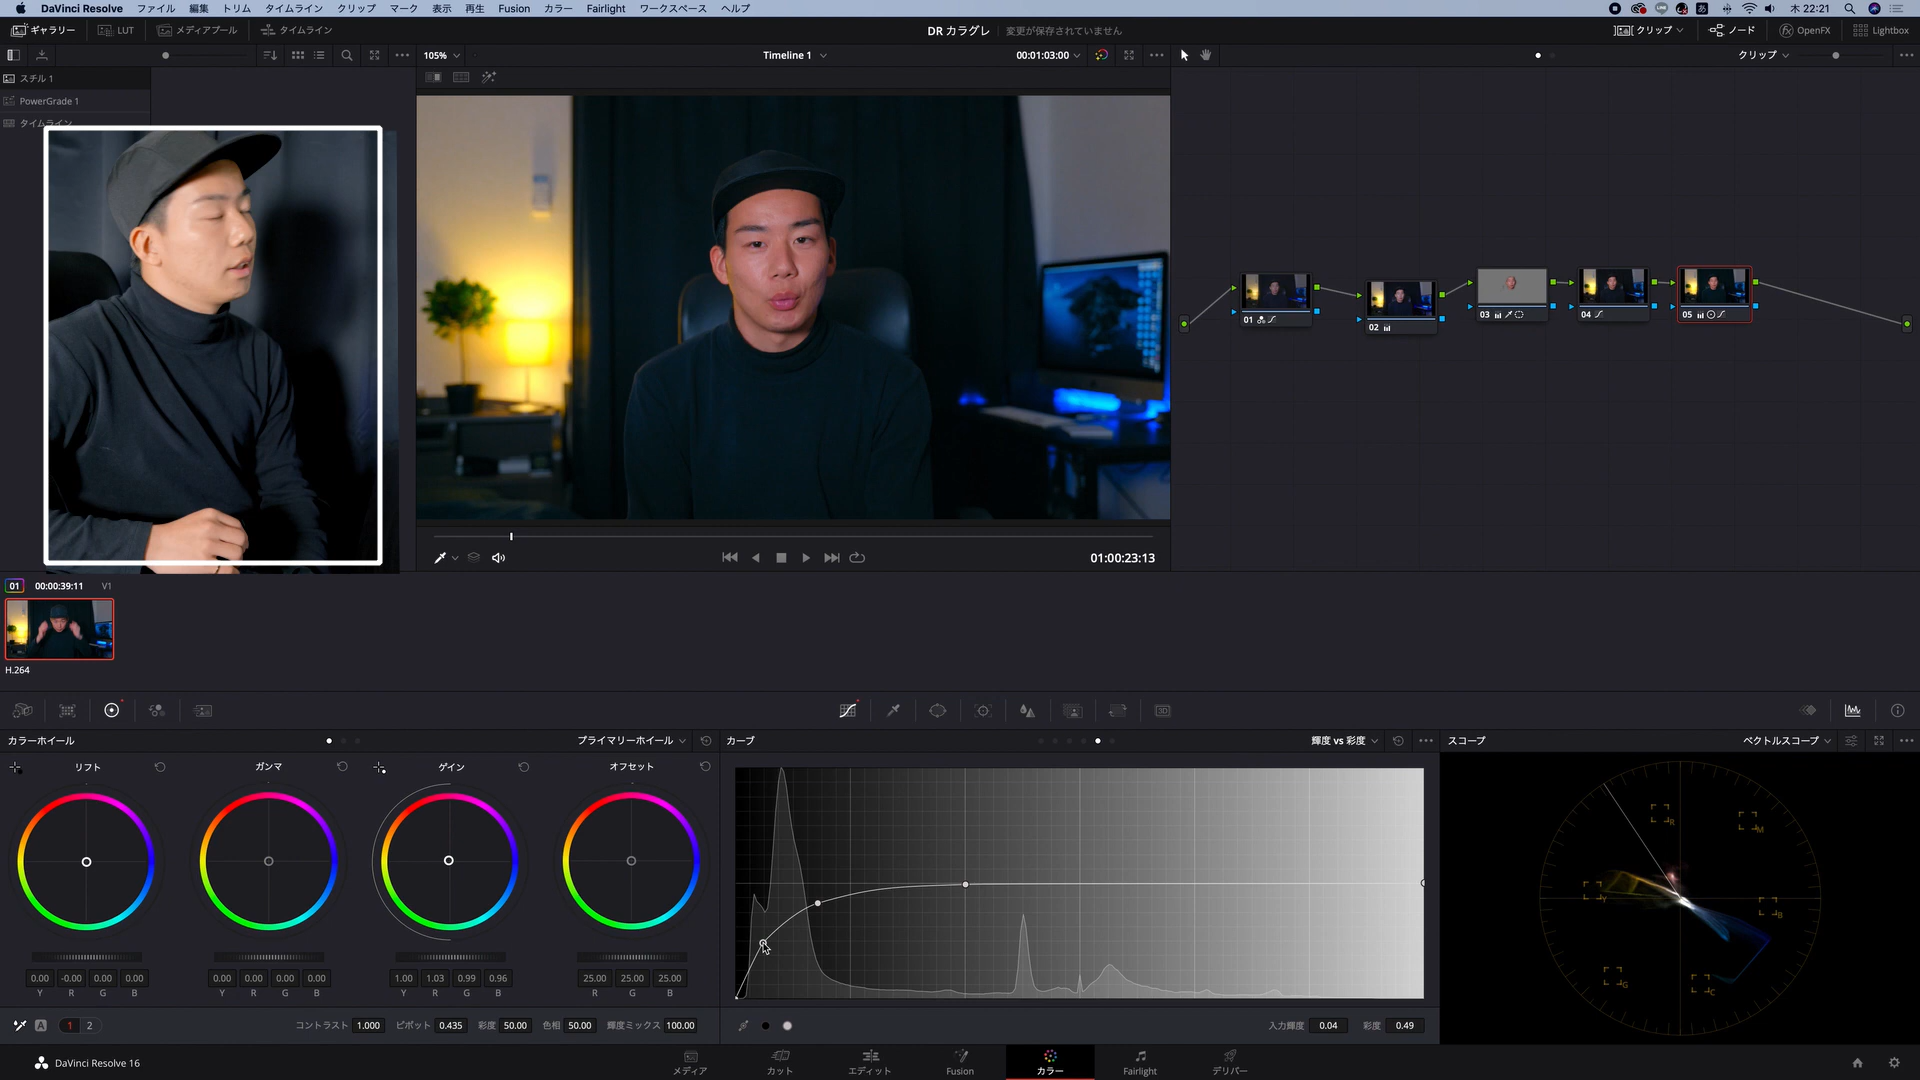 DaVinci Resolve ファイル 編集 トリム タイムライン クリップ マーク 表示 再生 Fusion カラー Fairlight ワークスペース ヘルプ 木 22:21
ギャラリー LUT メディアプール タイムライン DR カラグレ 変更が保存されていません クリップ ノード OpenFX Lightbox
105% Timeline 1 00:01:03:00 クリップ
スチル 1
PowerGrade 1
タイムライン
01 02 03 04 05
01:00:23:13
01 00:00:39:11 V1
H.264
カラーホイール プライマリーホイール カーブ 輝度 vs 彩度 スコープ ベクトルスコープ
リフト ガンマ ゲイン オフセット
R M Y B G C
0.00 -0.00 0.00 0.00 0.00 0.00 0.00 0.00 1.00 1.03 0.99 0.96 25.00 25.00 25.00
Y R G B Y R G B Y R G B R G B
A 1 2 コントラスト 1.000 ピボット 0.435 彩度 50.00 色相 50.00 輝度ミックス 100.00 入力輝度 0.04 彩度 0.49
DaVinci Resolve 16 メディア カット エディット Fusion カラー Fairlight デリバー